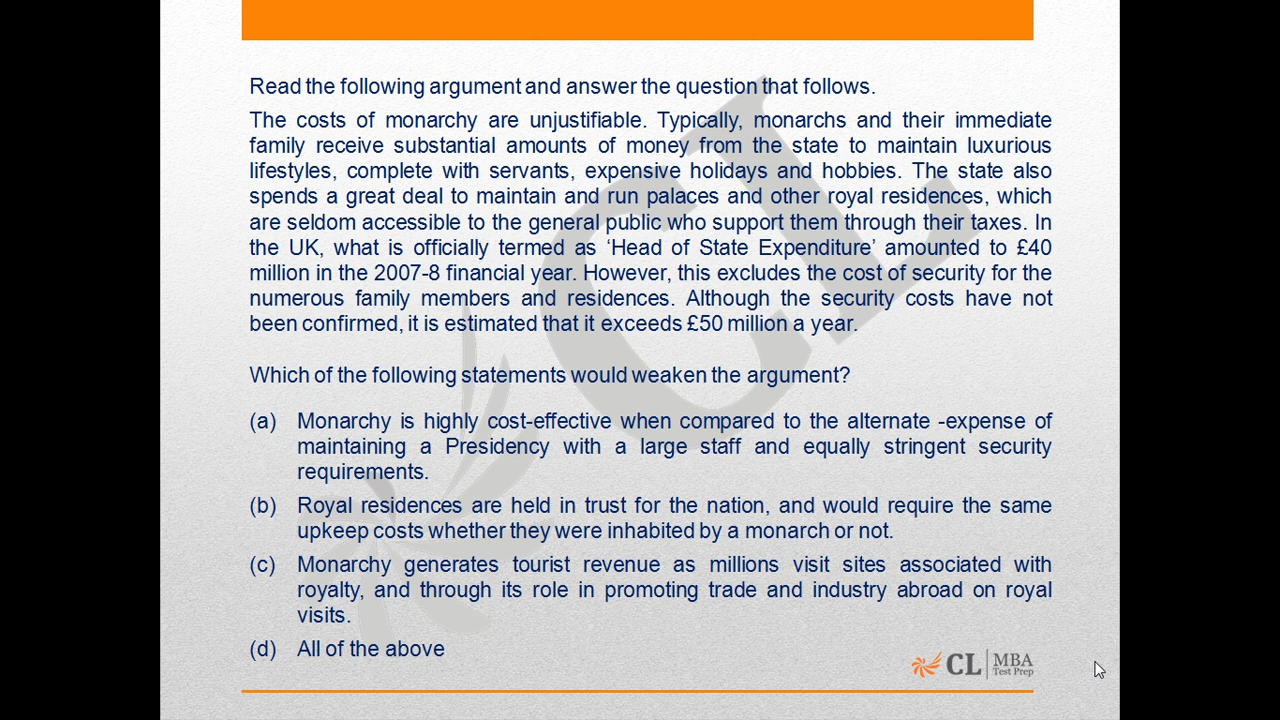 Read the following argument and answer the question that follows.
The costs of monarchy are unjustifiable. Typically, monarchs and their immediate
family receive substantial amounts of money from the state to maintain luxurious
lifestyles, complete with servants, expensive holidays and hobbies. The state also
spends a great deal to maintain and run palaces and other royal residences, which
are seldom accessible to the general public who support them through their taxes. In
the UK, what is officially termed as ‘Head of State Expenditure’ amounted to £40
million in the 2007-8 financial year. However, this excludes the cost of security for the
numerous family members and residences. Although the security costs have not
been confirmed, it is estimated that it exceeds £50 million a year.
Which of the following statements would weaken the argument?
(a) Monarchy is highly cost-effective when compared to the alternate -expense of
maintaining a Presidency with a large staff and equally stringent security
requirements.
(b) Royal residences are held in trust for the nation, and would require the same
upkeep costs whether they were inhabited by a monarch or not.
(c) Monarchy generates tourist revenue as millions visit sites associated with
royalty, and through its role in promoting trade and industry abroad on royal
visits.
(d) All of the above
CL MBA
Test Prep
CL